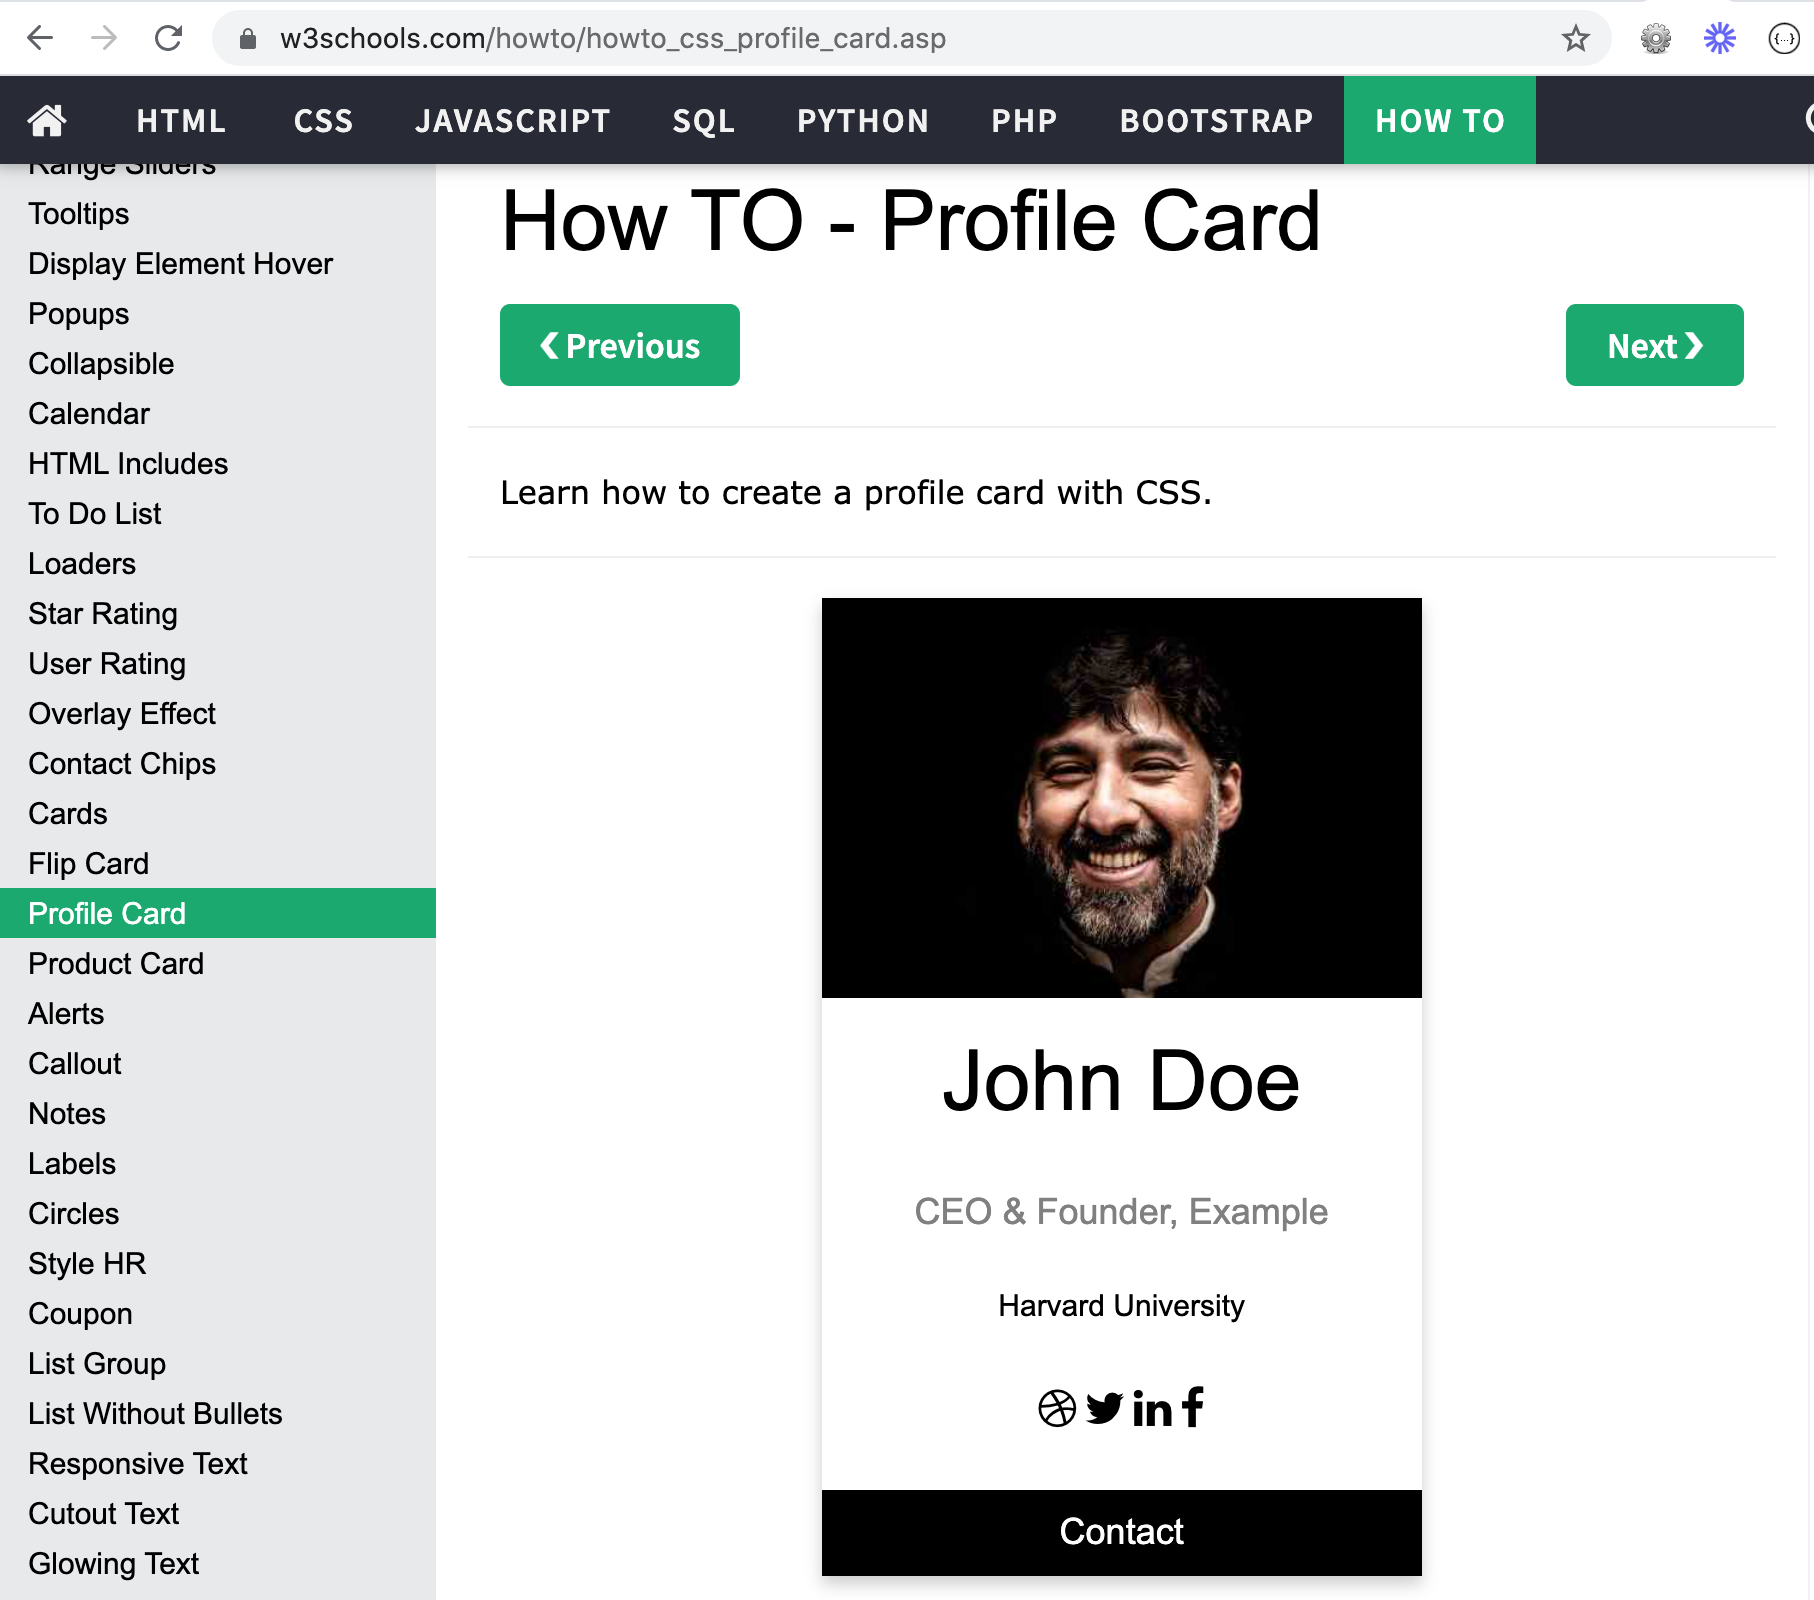 w3schools.com/howto/howto_css_profile_card.asp
HTML CSS JAVASCRIPT SQL PYTHON PHP BOOTSTRAP HOW TO
Range Sliders
Tooltips
Display Element Hover
Popups
Collapsible
Calendar
HTML Includes
To Do List
Loaders
Star Rating
User Rating
Overlay Effect
Contact Chips
Cards
Flip Card
Profile Card
Product Card
Alerts
Callout
Notes
Labels
Circles
Style HR
Coupon
List Group
List Without Bullets
Responsive Text
Cutout Text
Glowing Text
How TO - Profile Card
❮ Previous
Next ❯
Learn how to create a profile card with CSS.
John Doe
CEO & Founder, Example
Harvard University
Contact